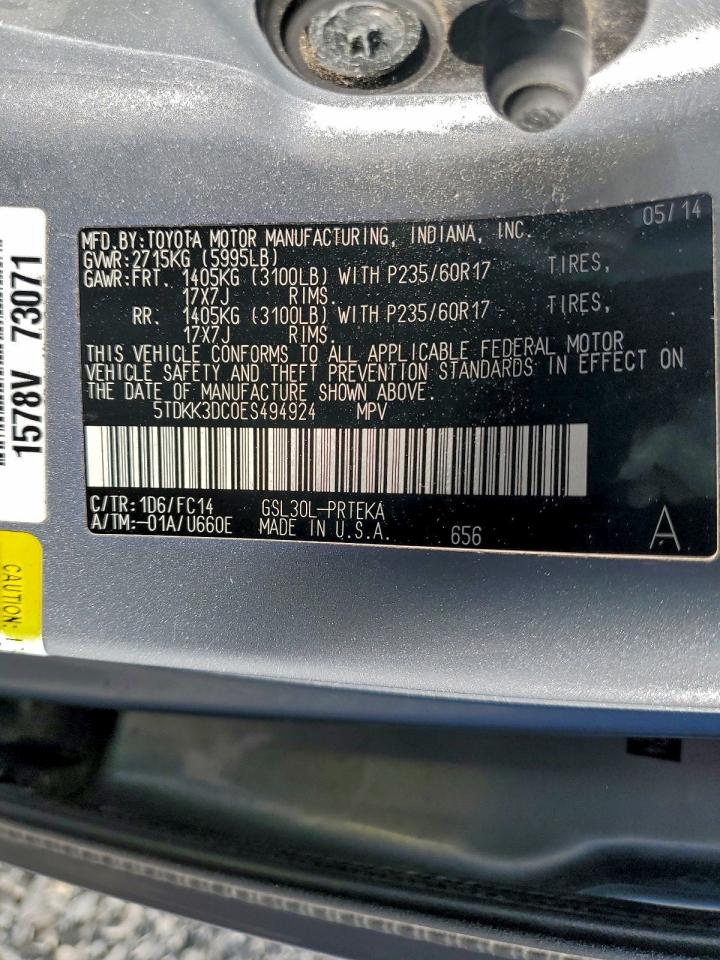 05/14
MFD.BY:TOYOTA MOTOR MANUFACTURING, INDIANA, INC.
GVWR:2715KG (5995LB)
GAWR:FRT. 1405KG (3100LB) WITH P235/60R17 TIRES,
17X7J RIMS.
RR. 1405KG (3100LB) WITH P235/60R17 TIRES,
17X7J RIMS.
THIS VEHICLE CONFORMS TO ALL APPLICABLE FEDERAL MOTOR
VEHICLE SAFETY AND THEFT PREVENTION STANDARDS IN EFFECT ON
THE DATE OF MANUFACTURE SHOWN ABOVE.
5TDKK3DC0ES494924 MPV
C/TR:1D6/FC14 GSL30L-PRTEKA
A/TM:-01A/U660E MADE IN U.S.A. 656 A
1578V 73071
CAUTION: